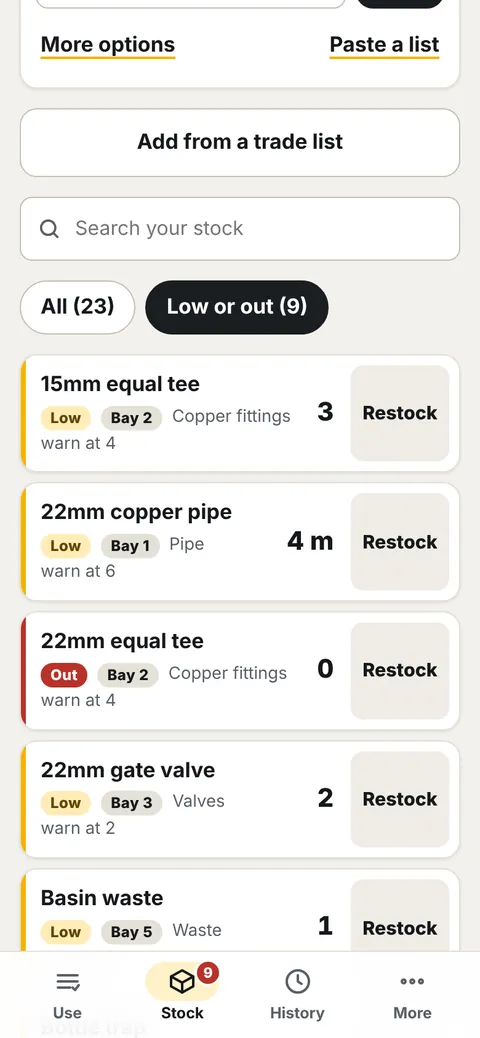 More options
Paste a list
Add from a trade list
Search your stock
All (23)
Low or out (9)
15mm equal tee
Low Bay 2 Copper fittings
warn at 4
3
Restock
22mm copper pipe
Low Bay 1 Pipe
warn at 6
4 m
Restock
22mm equal tee
Out Bay 2 Copper fittings
warn at 4
0
Restock
22mm gate valve
Low Bay 3 Valves
warn at 2
2
Restock
Basin waste
Low Bay 5 Waste
1
Restock
9
Use
Stock
History
More
trap